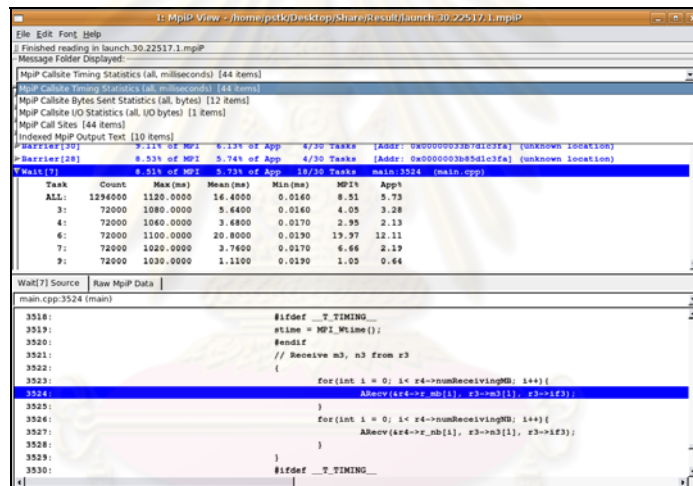 1: MpiP View - /home/pstk/Desktop/Share/Result/launch.30.22517.1.mpiP
File Edit Font Help
Finished reading in launch.30.22517.1.mpiP
Message Folder Displayed:
MpiP Callsite Timing Statistics (all, milliseconds) [44 items]
MpiP Callsite Timing Statistics (all, milliseconds) [44 items]
MpiP Callsite Bytes Sent Statistics (all, bytes) [12 items]
MpiP Callsite I/O Statistics (all, I/O bytes) [1 items]
MpiP Call Sites [44 items]
Indexed MpiP Output Text [10 items]
Barrier[30] 9.11% of MPI 6.13% of App 4/30 Tasks (unknown location)
Barrier[28] 8.53% of MPI 5.74% of App 4/30 Tasks (unknown location)
Wait[7] 8.51% of MPI 5.73% of App 18/30 Tasks main:3524 (main.cpp)
Task Count Max(ms) Mean(ms) Min(ms) MPI% App%
ALL: 1296000 1120.0000 16.4000 0.0160 8.51 5.73
3: 72000 1080.0000 5.6400 0.0160 4.05 3.28
4: 72000 1060.0000 3.6800 0.0170 2.95 2.13
6: 72000 1100.0000 20.8000 0.0190 19.97 12.11
7: 72000 1020.0000 3.7600 0.0170 6.66 2.19
9: 72000 1030.0000 1.1100 0.0190 1.05 0.64
Wait[7] Source Raw MpiP Data
main.cpp:3524 (main)
3518: #ifdef __T_TIMING__
3519: stime = MPI_Wtime();
3520: #endif
3521: // Receive m3, n3 from r3
3522: {
3523: for(int i = 0; i< r4->numReceivingMB; i++){
3524: ARecv(&r4->r_mb[i], r3->m3[1], r3->if3);
3525: }
3526: for(int i = 0; i< r4->numReceivingNB; i++){
3527: ARecv(&r4->r_nb[i], r3->n3[1], r3->if3);
3528: }
3529: }
3530: #ifdef __T_TIMING__